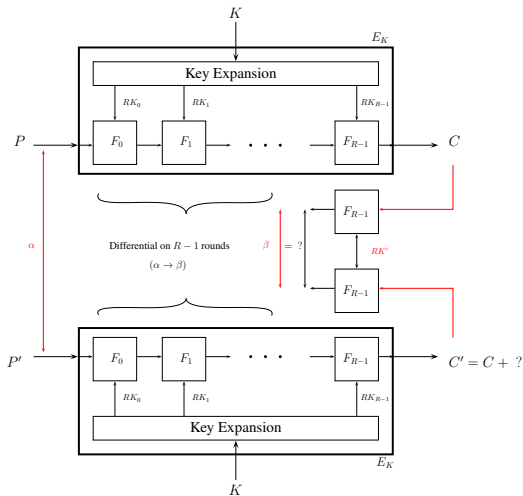 K
E_K
Key Expansion
RK_0 RK_1 RK_{R−1}
P F_0 F_1 · · · F_{R−1} C
F_{R−1}
α Differential on R − 1 rounds β = ? RK'
(α → β)
F_{R−1}
P' F_0 F_1 · · · F_{R−1} C' = C + ?
RK_0 RK_1 RK_{R−1}
Key Expansion
E_K
K